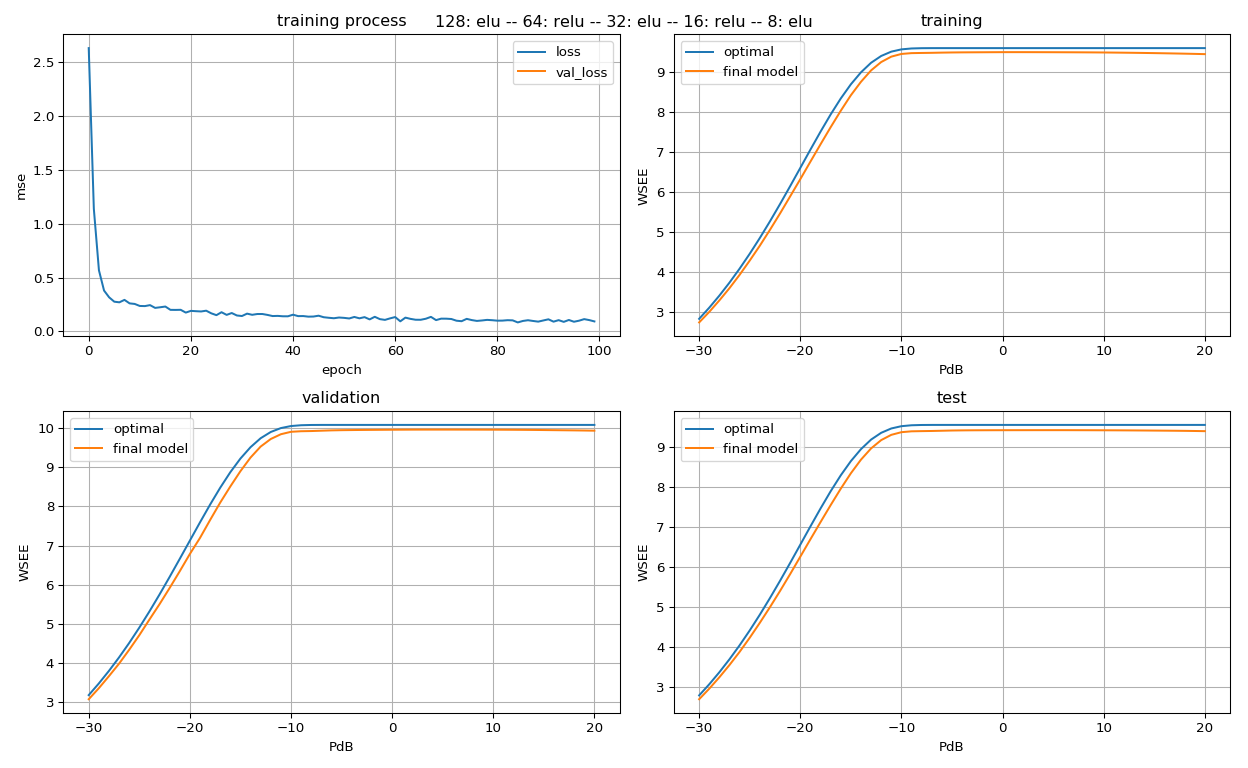 training process
128: elu -- 64: relu -- 32: elu -- 16: relu -- 8: elu
training
loss
val_loss
2.5
2.0
1.5
1.0
0.5
0.0
mse
0
20
40
60
80
100
epoch
optimal
final model
9
8
7
6
5
4
3
WSEE
−30
−20
−10
0
10
20
PdB
validation
optimal
final model
10
9
8
7
6
5
4
3
WSEE
−30
−20
−10
0
10
20
PdB
test
optimal
final model
9
8
7
6
5
4
3
WSEE
−30
−20
−10
0
10
20
PdB